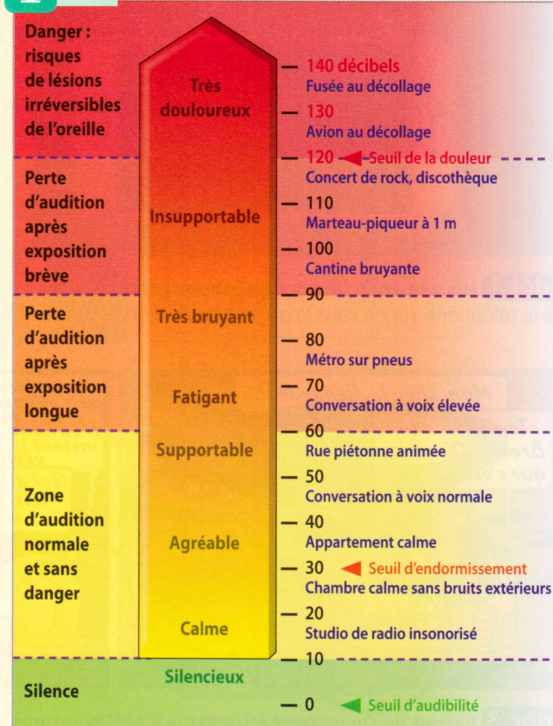 Danger :
risques
de lésions
irréversibles
de l'oreille
Perte
d'audition
après
exposition
brève
Perte
d'audition
après
exposition
longue
Zone
d'audition
normale
et sans
danger
Silence
Très
douloureux
Insupportable
Très bruyant
Fatigant
Supportable
Agréable
Calme
Silencieux
140 décibels
Fusée au décollage
130
Avion au décollage
120 Seuil de la douleur
Concert de rock, discothèque
110
Marteau-piqueur à 1 m
100
Cantine bruyante
90
80
Métro sur pneus
70
Conversation à voix élevée
60
Rue piétonne animée
50
Conversation à voix normale
40
Appartement calme
30 Seuil d'endormissement
Chambre calme sans bruits extérieurs
20
Studio de radio insonorisé
10
0 Seuil d'audibilité